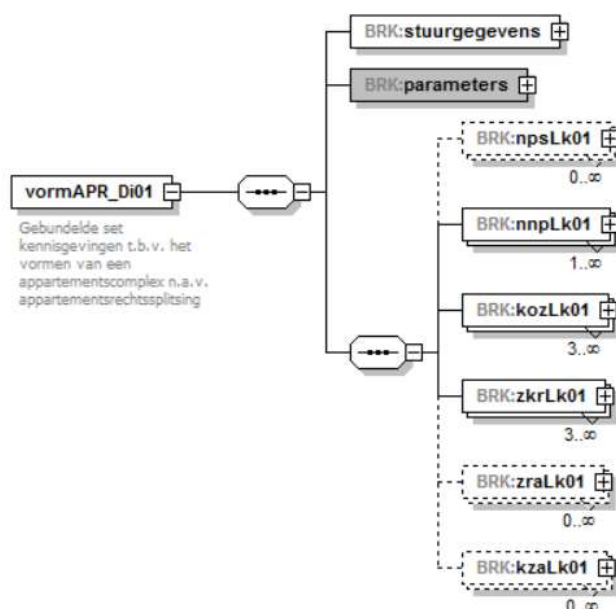 BRK:stuurgegevens
BRK:parameters
BRK:npsLk01
0..∞
vormAPR_Di01
Gebundelde set
kennisgevingen t.b.v. het
vormen van een
appartementscomplex n.a.v.
appartementsrechtssplitsing
BRK:nnpLk01
1..∞
BRK:kozLk01
3..∞
BRK:zkrLk01
3..∞
BRK:zraLk01
0..∞
BRK:kzaLk01
0..∞